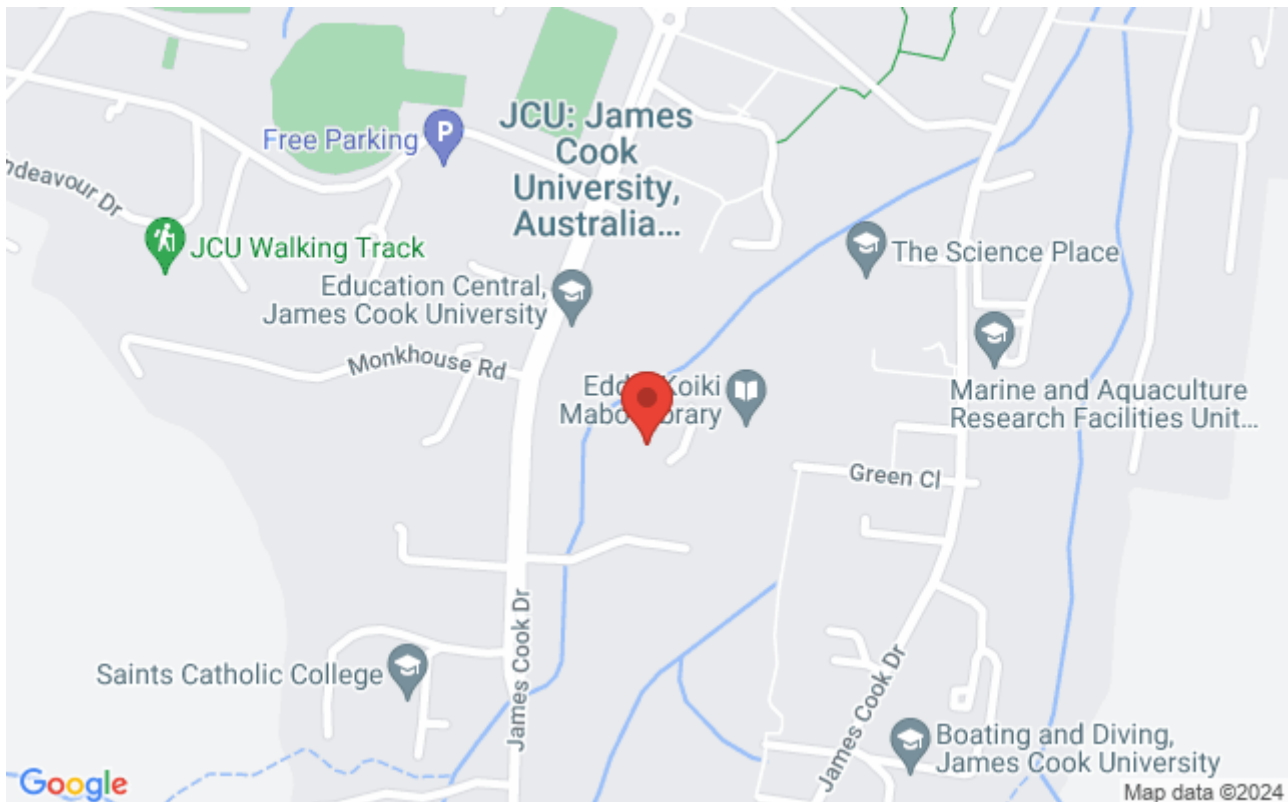 JCU: James
Cook
University,
Australia...
Free Parking
P
ndeavour Dr
JCU Walking Track
The Science Place
Education Central,
James Cook University
Monkhouse Rd
Koiki
Mabo
Marine and Aquaculture
Research Facilities Unit...
Green Cl
James Cook Dr
Saints Catholic College
James Cook Dr
Boating and Diving,
James Cook University
Google
Map data ©2024